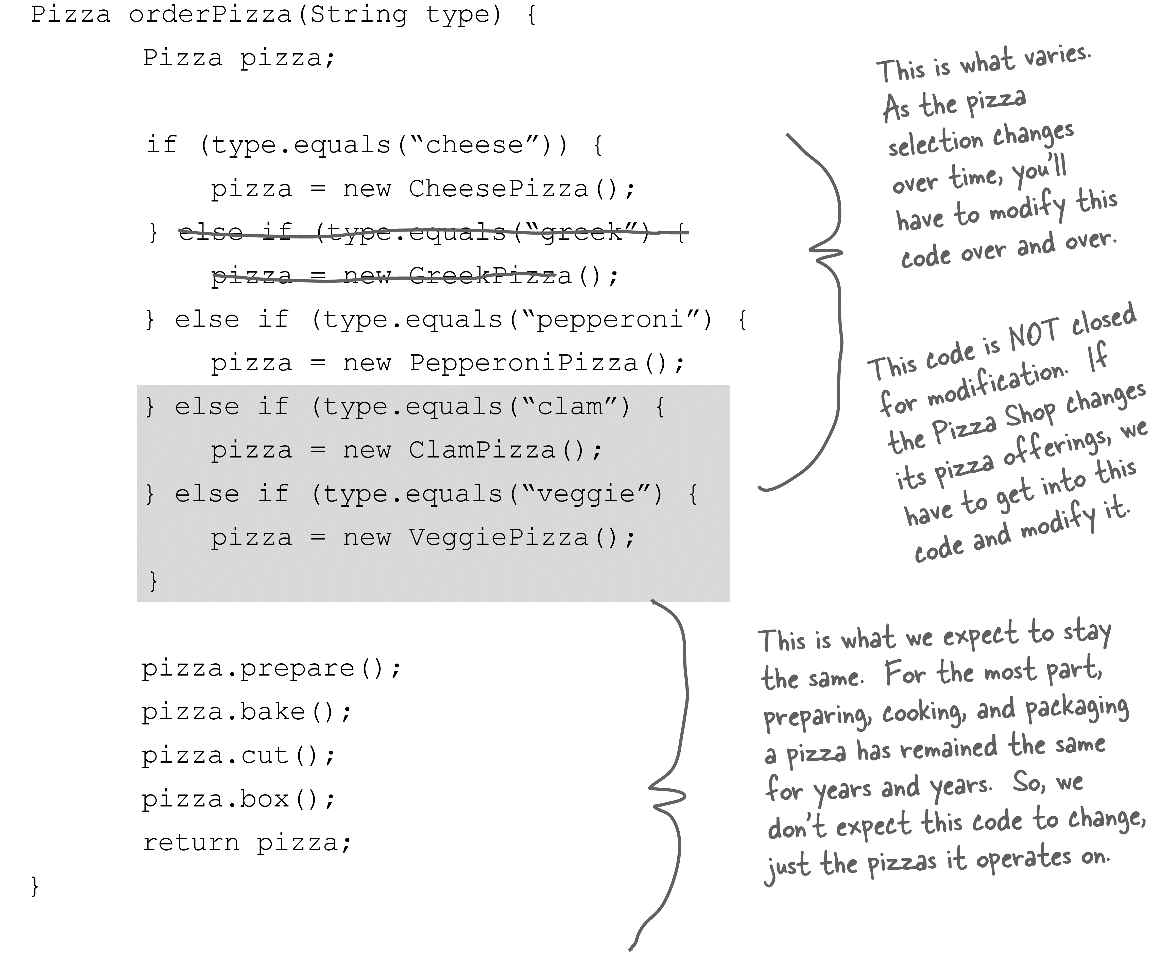 Pizza orderPizza(String type) {
Pizza pizza;
if (type.equals(“cheese”)) {
pizza = new CheesePizza();
} else if (type.equals(“greek”) {
pizza = new GreekPizza();
} else if (type.equals(“pepperoni”) {
pizza = new PepperoniPizza();
} else if (type.equals(“clam”) {
pizza = new ClamPizza();
} else if (type.equals(“veggie”) {
pizza = new VeggiePizza();
}
pizza.prepare();
pizza.bake();
pizza.cut();
pizza.box();
return pizza;
}
This is what varies.
As the pizza
selection changes
over time, you'll
have to modify this
code over and over.
This code is NOT closed
for modification. If
the Pizza Shop changes
its pizza offerings, we
have to get into this
code and modify it.
This is what we expect to stay
the same. For the most part,
preparing, cooking, and packaging
a pizza has remained the same
for years and years. So, we
don't expect this code to change,
just the pizzas it operates on.